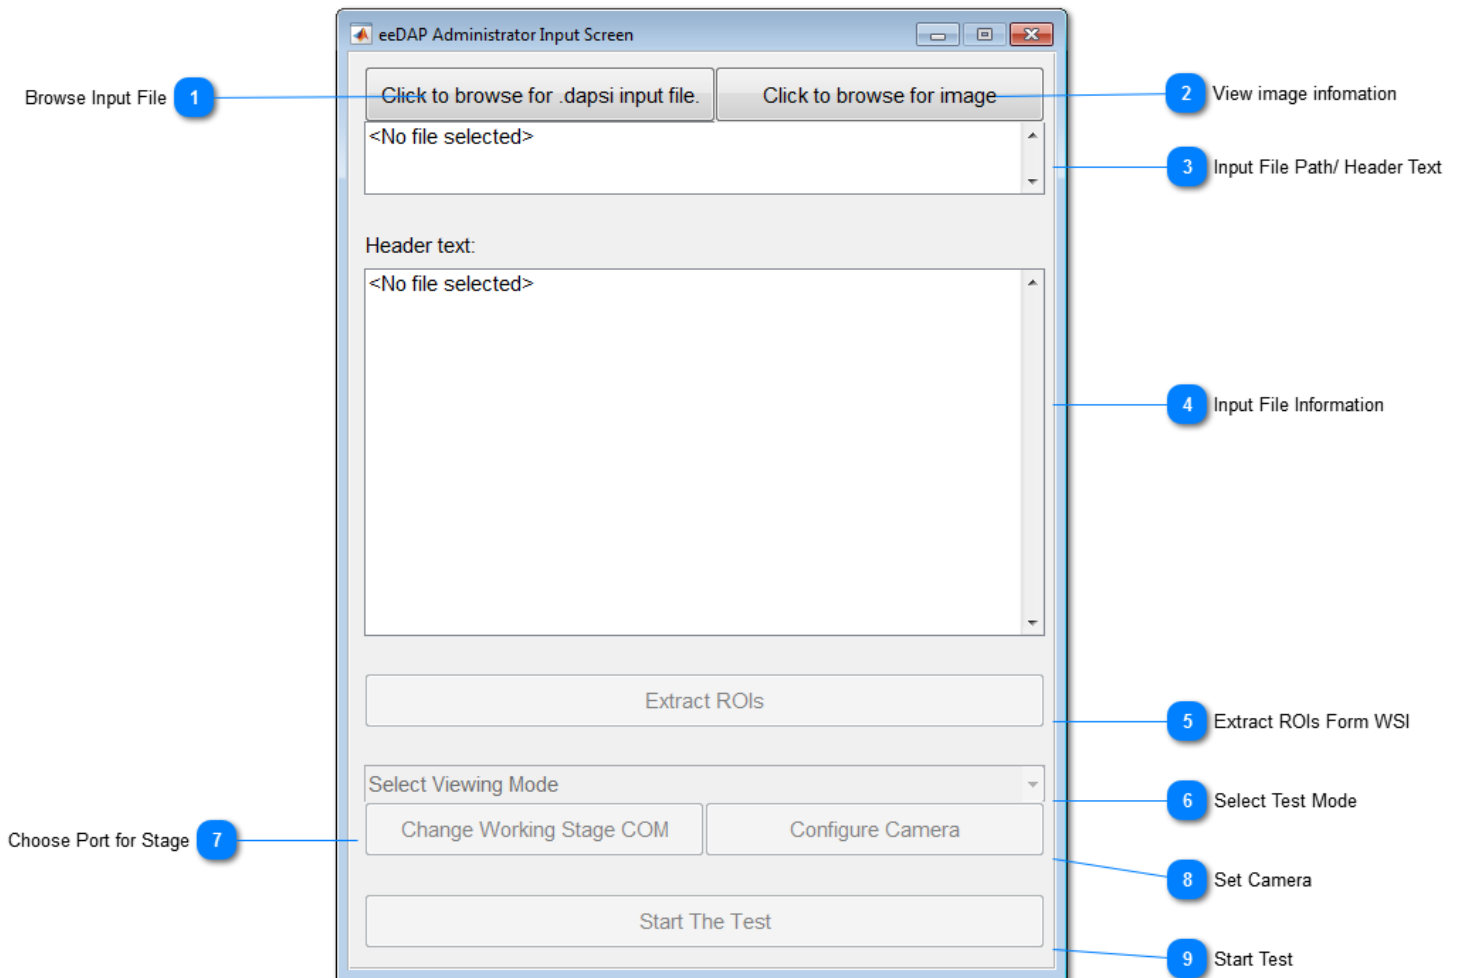 eeDAP Administrator Input Screen
Browse Input File 1
Click to browse for .dapsi input file.
Click to browse for image
2 View image infomation
<No file selected>
3 Input File Path/ Header Text
Header text:
<No file selected>
4 Input File Information
Extract ROIs
5 Extract ROIs Form WSI
Select Viewing Mode
6 Select Test Mode
Choose Port for Stage 7
Change Working Stage COM
Configure Camera
8 Set Camera
Start The Test
9 Start Test